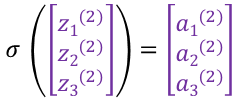 σ ([z₁⁽²⁾ z₂⁽²⁾ z₃⁽²⁾]) = [a₁⁽²⁾ a₂⁽²⁾ a₃⁽²⁾]